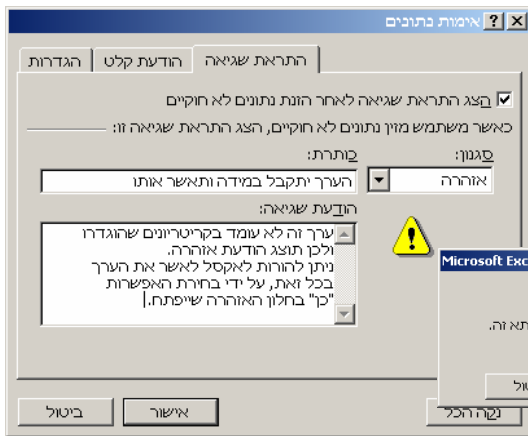 אימות נתונים
הגדרות הודעת קלט התראת שגיאה
הצג התראת שגיאה לאחר הזנת נתונים לא חוקיים
כאשר משתמש מזין נתונים לא חוקיים, הצג התראת שגיאה זו:
סגנון: כותרת:
אזהרה הערך יתקבל במידה ותאשר אותו
הודעת שגיאה:
ערך זה לא עומד בקריטריונים שהוגדרו
ולכן תוצג הודעת אזהרה.
ניתן להורות לאקסל לאשר את הערך
בכל זאת, על ידי בחירת האפשרות
"כן" בחלון האזהרה שייפתח.
Microsoft Exc
תא זה.
נקה הכל אישור ביטול